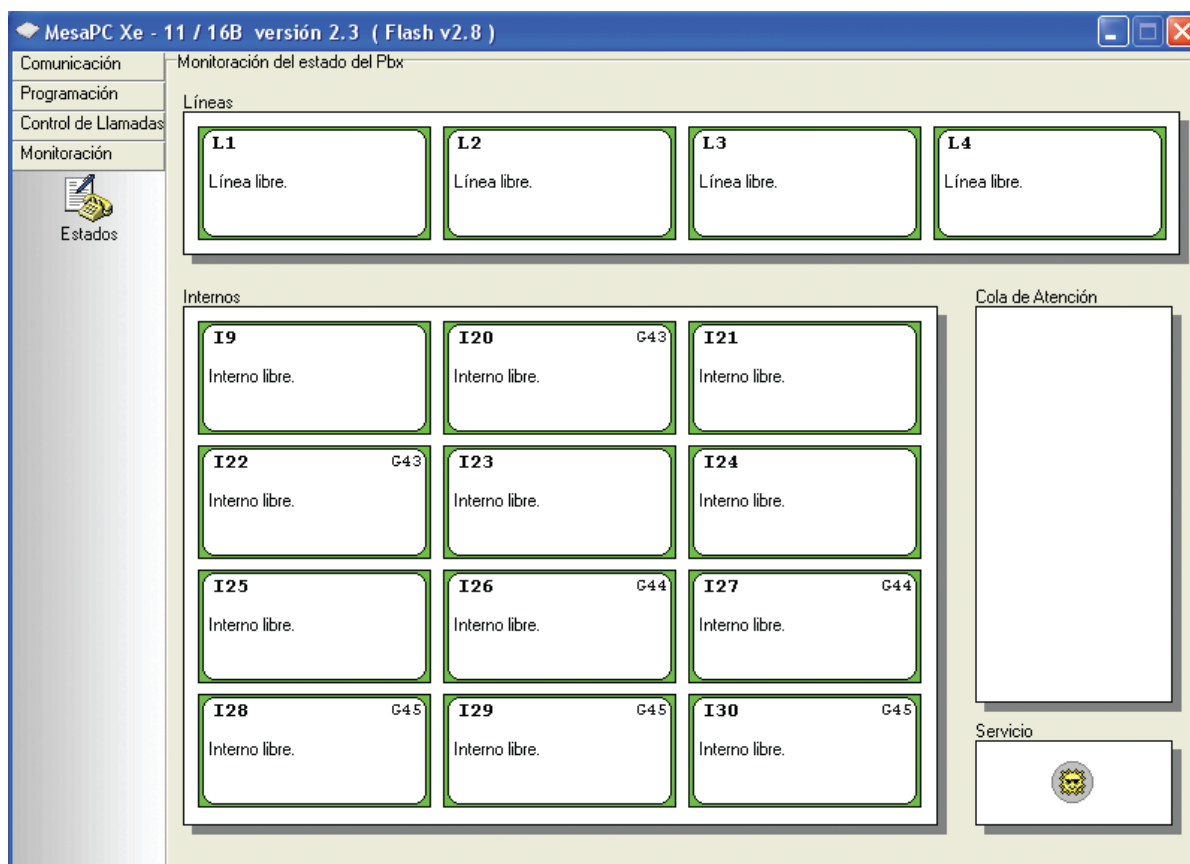 MesaPC Xe - 11 / 16B versión 2.3 ( Flash v2.8 )
Comunicación
Programación
Control de Llamadas
Monitoración
Estados
Monitoración del estado del Pbx
Líneas
L1
Línea libre.
L2
Línea libre.
L3
Línea libre.
L4
Línea libre.
Internos
I9
Interno libre.
I20 G43
Interno libre.
I21
Interno libre.
I22 G43
Interno libre.
I23
Interno libre.
I24
Interno libre.
I25
Interno libre.
I26 G44
Interno libre.
I27 G44
Interno libre.
I28 G45
Interno libre.
I29 G45
Interno libre.
I30 G45
Interno libre.
Cola de Atención
Servicio